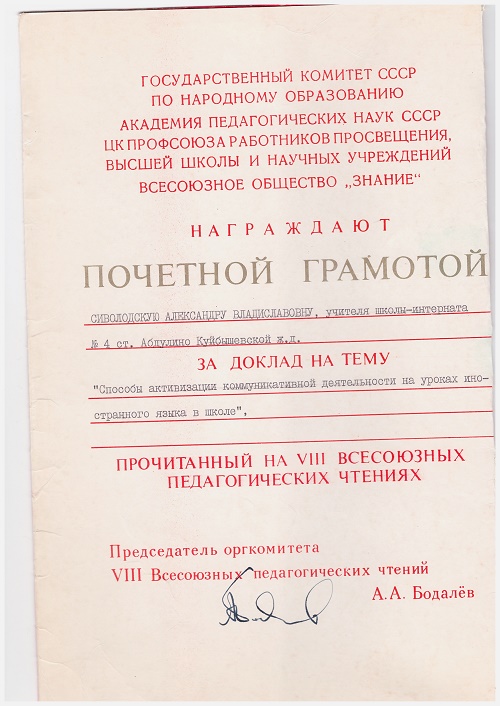 ГОСУДАРСТВЕННЫЙ КОМИТЕТ СССР
ПО НАРОДНОМУ ОБРАЗОВАНИЮ
АКАДЕМИЯ ПЕДАГОГИЧЕСКИХ НАУК СССР
ЦК ПРОФСОЮЗА РАБОТНИКОВ ПРОСВЕЩЕНИЯ,
ВЫСШЕЙ ШКОЛЫ И НАУЧНЫХ УЧРЕЖДЕНИЙ
ВСЕСОЮЗНОЕ ОБЩЕСТВО „ЗНАНИЕ“
НАГРАЖДАЮТ
ПОЧЕТНОЙ ГРАМОТОЙ
СИВОЛОДСКУЮ АЛЕКСАНДРУ ВЛАДИСЛАВОВНУ, учителя школы-интерната
№ 4 ст. Абдулино Куйбышевской ж.д.
ЗА ДОКЛАД НА ТЕМУ
"Способы активизации коммуникативной деятельности на уроках ино-
странного языка в школе",
ПРОЧИТАННЫЙ НА VIII ВСЕСОЮЗНЫХ
ПЕДАГОГИЧЕСКИХ ЧТЕНИЯХ
Председатель оргкомитета
VIII Всесоюзных педагогических чтений
А.А. Бодалёв